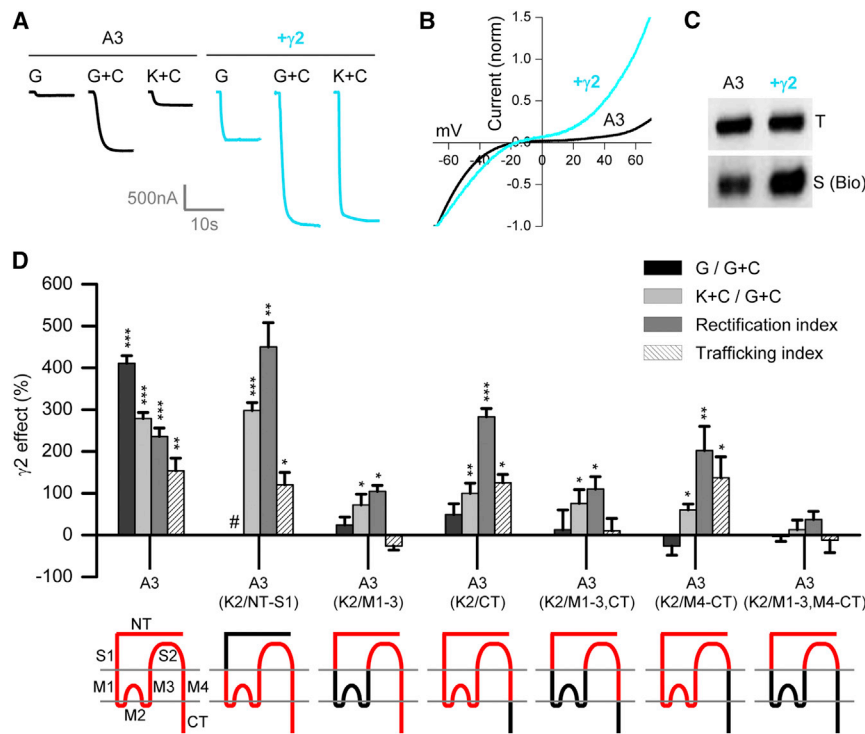 A
A3
+γ2
G
G+C
K+C
G
G+C
K+C
500nA
10s
B
Current (norm)
1.5
1.0
0.5
0.0
-0.5
-1.0
mV
-60
-40
-20
0
20
40
60
+γ2
A3
C
A3
+γ2
T
S (Bio)
D
γ2 effect (%)
600
500
400
300
200
100
0
-100
G / G+C
K+C / G+C
Rectification index
Trafficking index
***
***
***
**
#
***
**
*
*
*
**
***
*
*
*
*
**
*
A3
A3 (K2/NT-S1)
A3 (K2/M1-3)
A3 (K2/CT)
A3 (K2/M1-3,CT)
A3 (K2/M4-CT)
A3 (K2/M1-3,M4-CT)
NT
S1
S2
M1
M3
M4
M2
CT